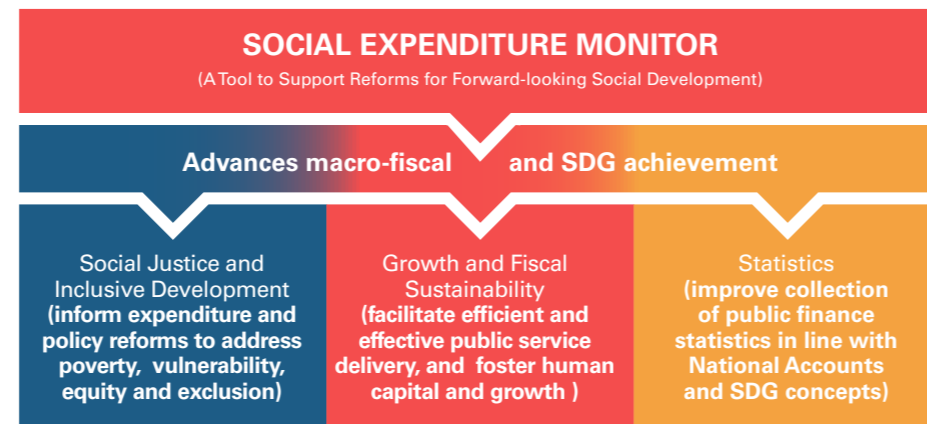 SOCIAL EXPENDITURE MONITOR
(A Tool to Support Reforms for Forward-looking Social Development)
Advances macro-fiscal and SDG achievement
Social Justice and
Inclusive Development
(inform expenditure and
policy reforms to address
poverty, vulnerability,
equity and exclusion)
Growth and Fiscal
Sustainability
(facilitate efficient and
effective public service
delivery, and foster human
capital and growth )
Statistics
(improve collection
of public finance
statistics in line with
National Accounts
and SDG concepts)